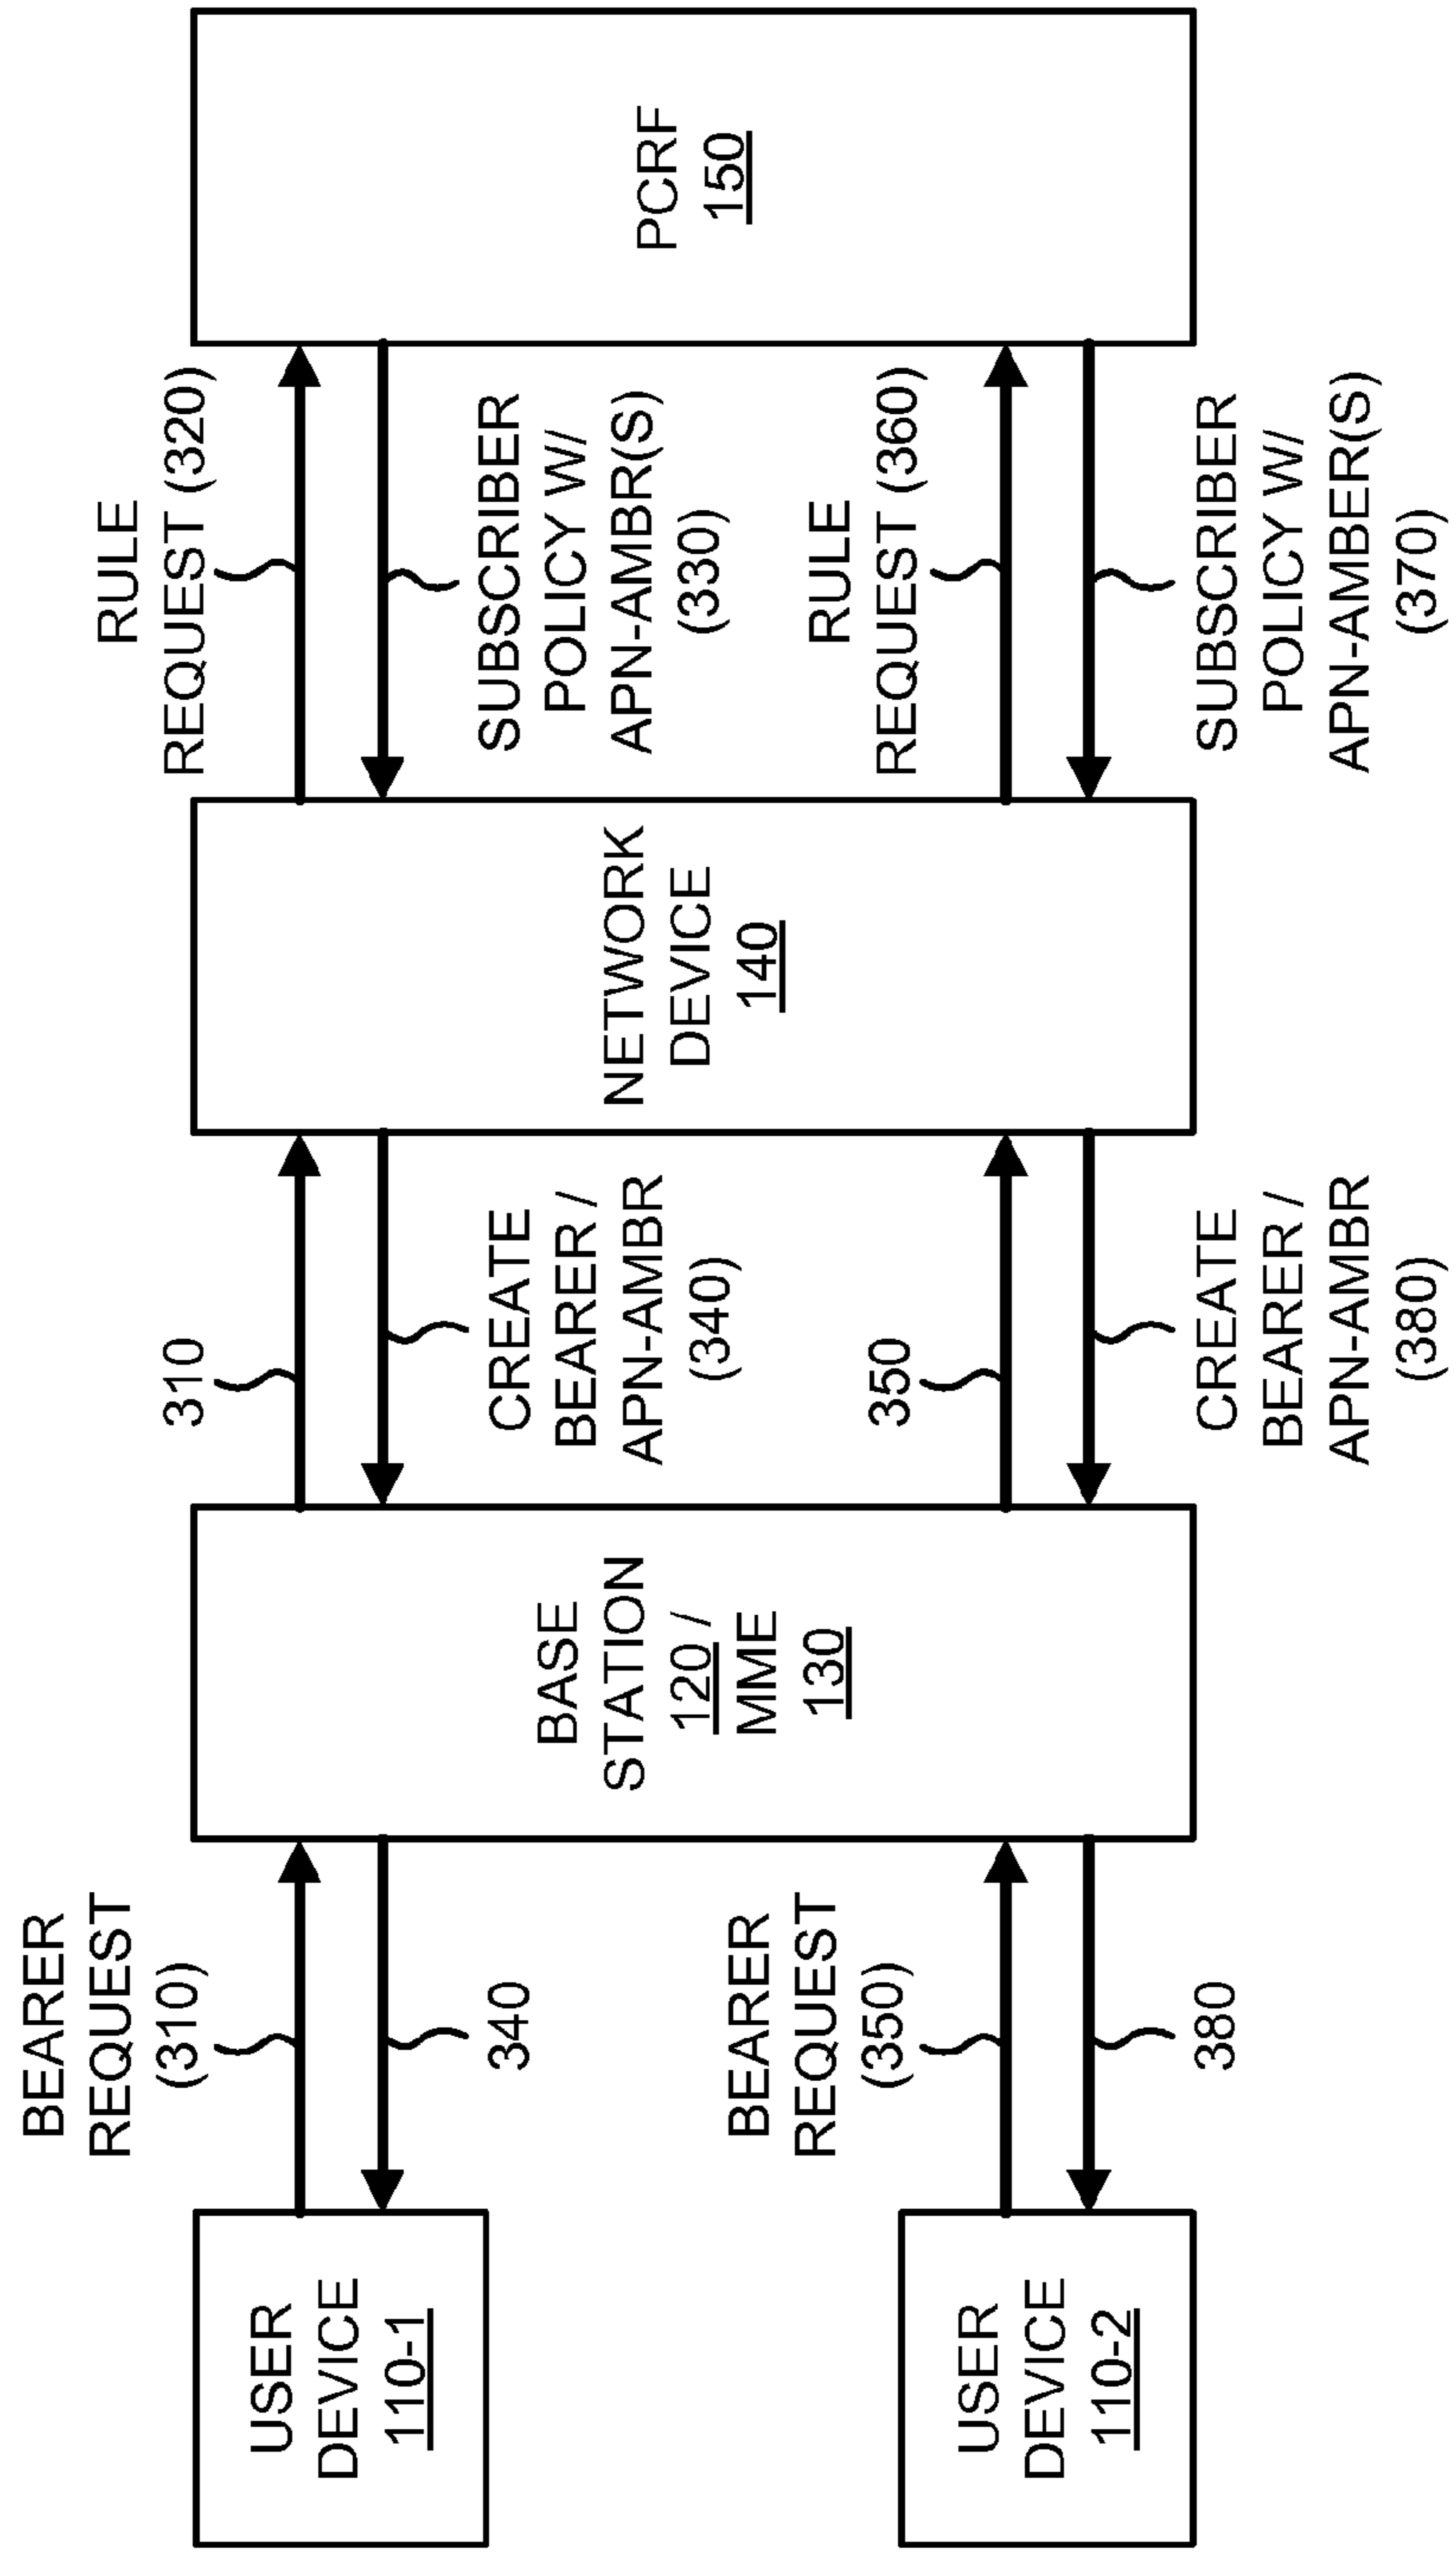 BEARER
REQUEST
(310)
310
RULE
REQUEST (320)
USER
DEVICE
110-1
340
CREATE
BEARER /
APN-AMBR
(340)
SUBSCRIBER
POLICY W/
APN-AMBR(S)
(330)
BASE
STATION
120 /
MME
130
NETWORK
DEVICE
140
PCRF
150
BEARER
REQUEST
(350)
350
RULE
REQUEST (360)
USER
DEVICE
110-2
380
CREATE
BEARER /
APN-AMBR
(380)
SUBSCRIBER
POLICY W/
APN-AMBER(S)
(370)